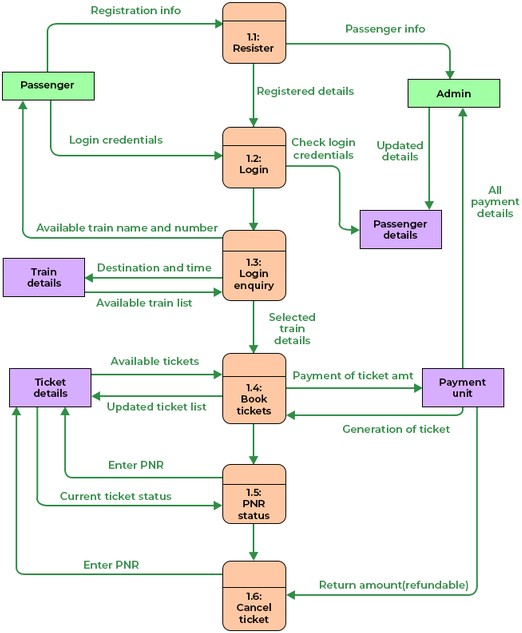 Registration info
1.1:
Resister
Passenger info
Passenger
Admin
Registered details
Login credentials
1.2:
Login
Check login
credentials
Updated
details
All
payment
details
Available train name and number
Passenger
details
1.3:
Login
enquiry
Train
details
Destination and time
Available train list
Selected
train
details
Available tickets
1.4:
Book
tickets
Payment of ticket amt
Ticket
details
Payment
unit
Updated ticket list
Generation of ticket
Enter PNR
1.5:
PNR
status
Current ticket status
Enter PNR
1.6:
Cancel
ticket
Return amount(refundable)